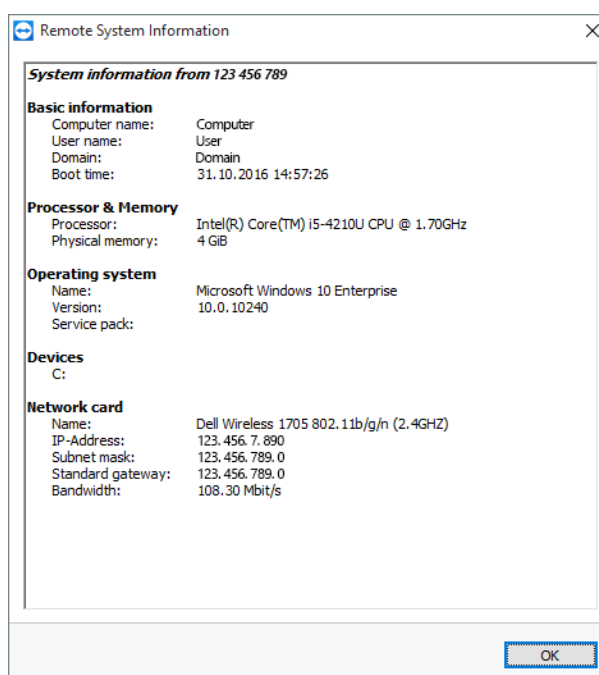 Remote System Information
System information from 123 456 789
Basic information
Computer name: Computer
User name: User
Domain: Domain
Boot time: 31.10.2016 14:57:26
Processor & Memory
Processor: Intel(R) Core(TM) i5-4210U CPU @ 1.70GHz
Physical memory: 4 GiB
Operating system
Name: Microsoft Windows 10 Enterprise
Version: 10.0.10240
Service pack:
Devices
C:
Network card
Name: Dell Wireless 1705 802.11b/g/n (2.4GHZ)
IP-Address: 123.456.7.890
Subnet mask: 123.456.789.0
Standard gateway: 123.456.789.0
Bandwidth: 108.30 Mbit/s
OK